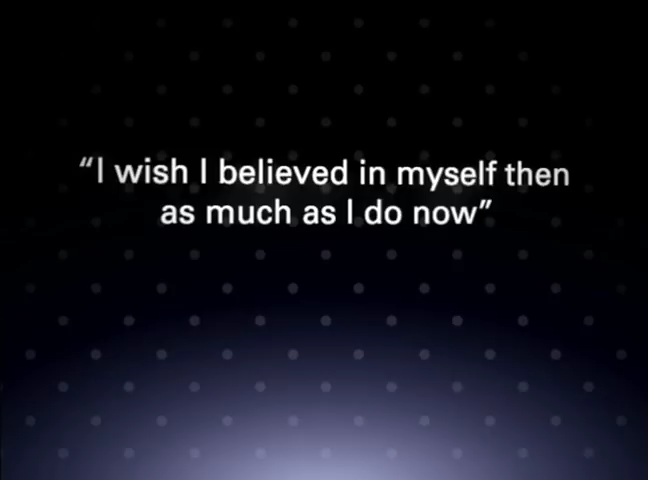 “I wish I believed in myself then
as much as I do now”